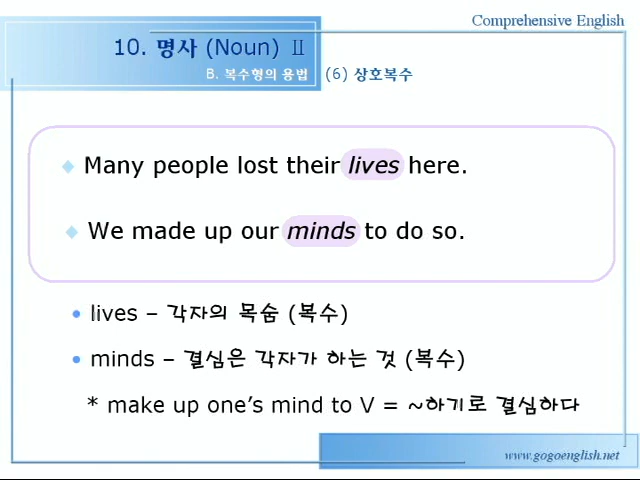 Comprehensive English
10. 명사 (Noun) Ⅱ
B. 복수형의 용법 (6) 상호복수
Many people lost their lives here.
We made up our minds to do so.
• lives – 각자의 목숨 (복수)
• minds – 결심은 각자가 하는 것 (복수)
* make up one's mind to V = ~하기로 결심하다
www.gogoenglish.net